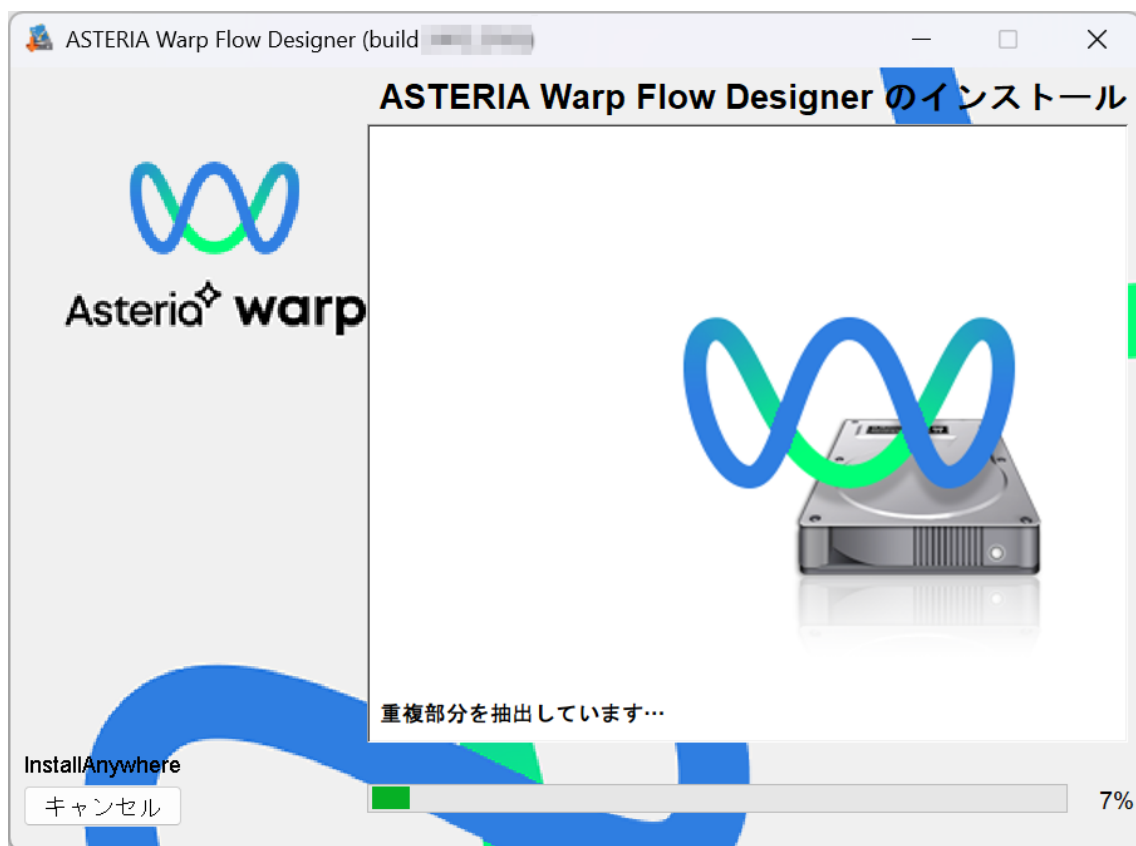 ASTERIA Warp Flow Designer (build
ASTERIA Warp Flow Designer のインストール
Asteria warp
重複部分を抽出しています…
InstallAnywhere
キャンセル
7%